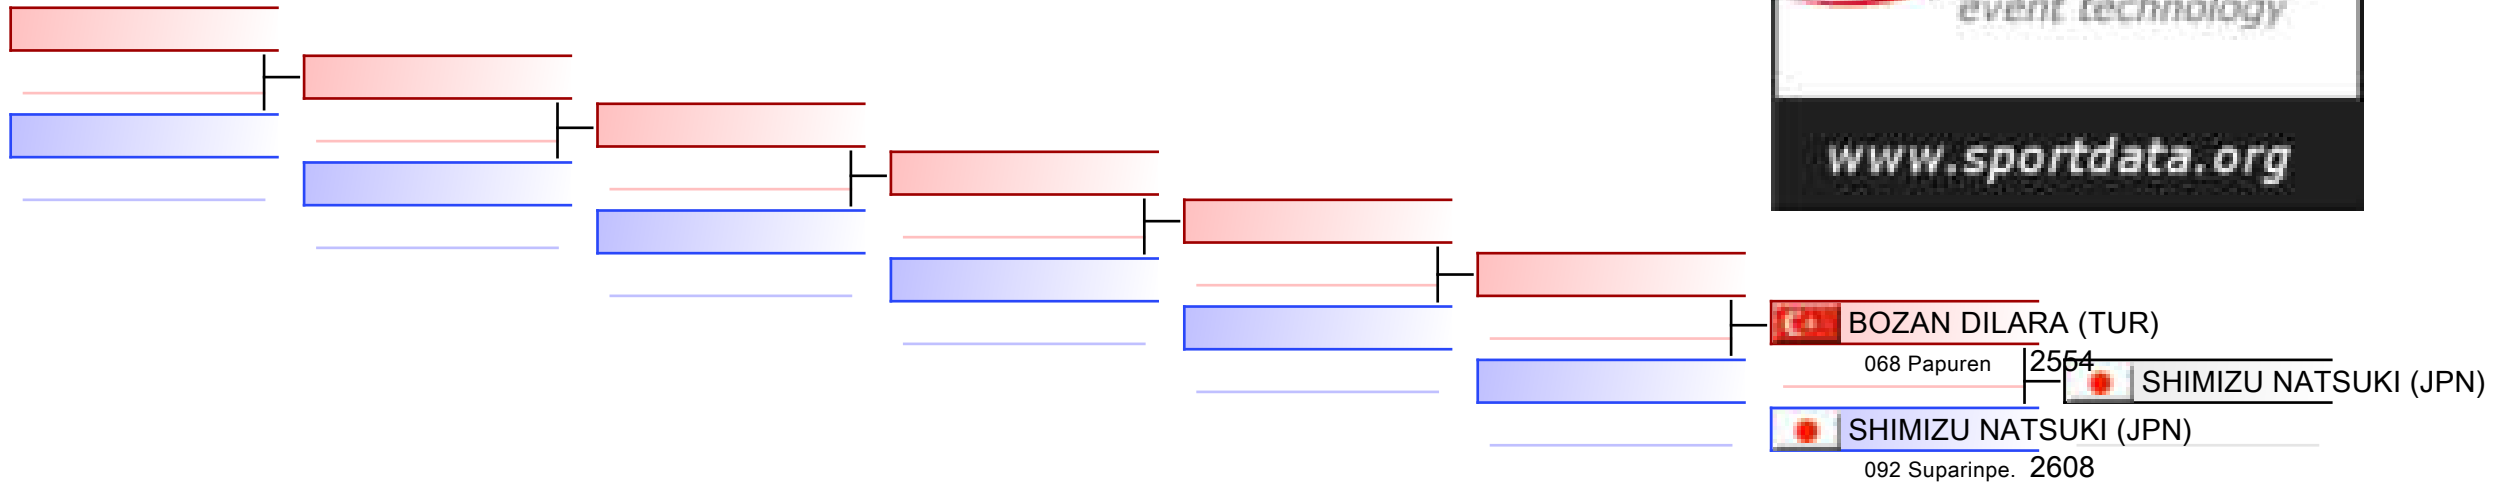 event technology
www.sportdata.org
BOZAN DILARA (TUR)
068 Papuren 2554
SHIMIZU NATSUKI (JPN)
SHIMIZU NATSUKI (JPN)
092 Suparinpe. 2608